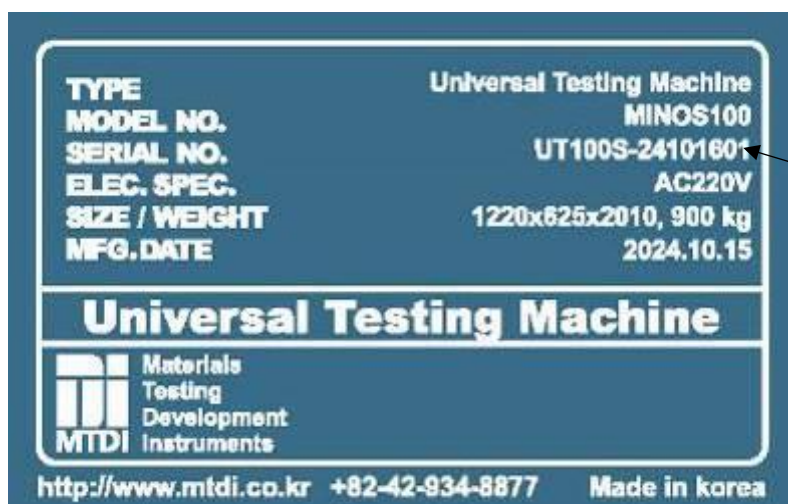 TYPE Universal Testing Machine
MODEL NO. MINOS100
SERIAL NO. UT100S-24101601
ELEC. SPEC. AC220V
SIZE / WEIGHT 1220x625x2010, 900 kg
MFG.DATE 2024.10.15
Universal Testing Machine
Materials
Testing
Development
MTDI Instruments
http://www.mtdi.co.kr +82-42-934-8877 Made in korea